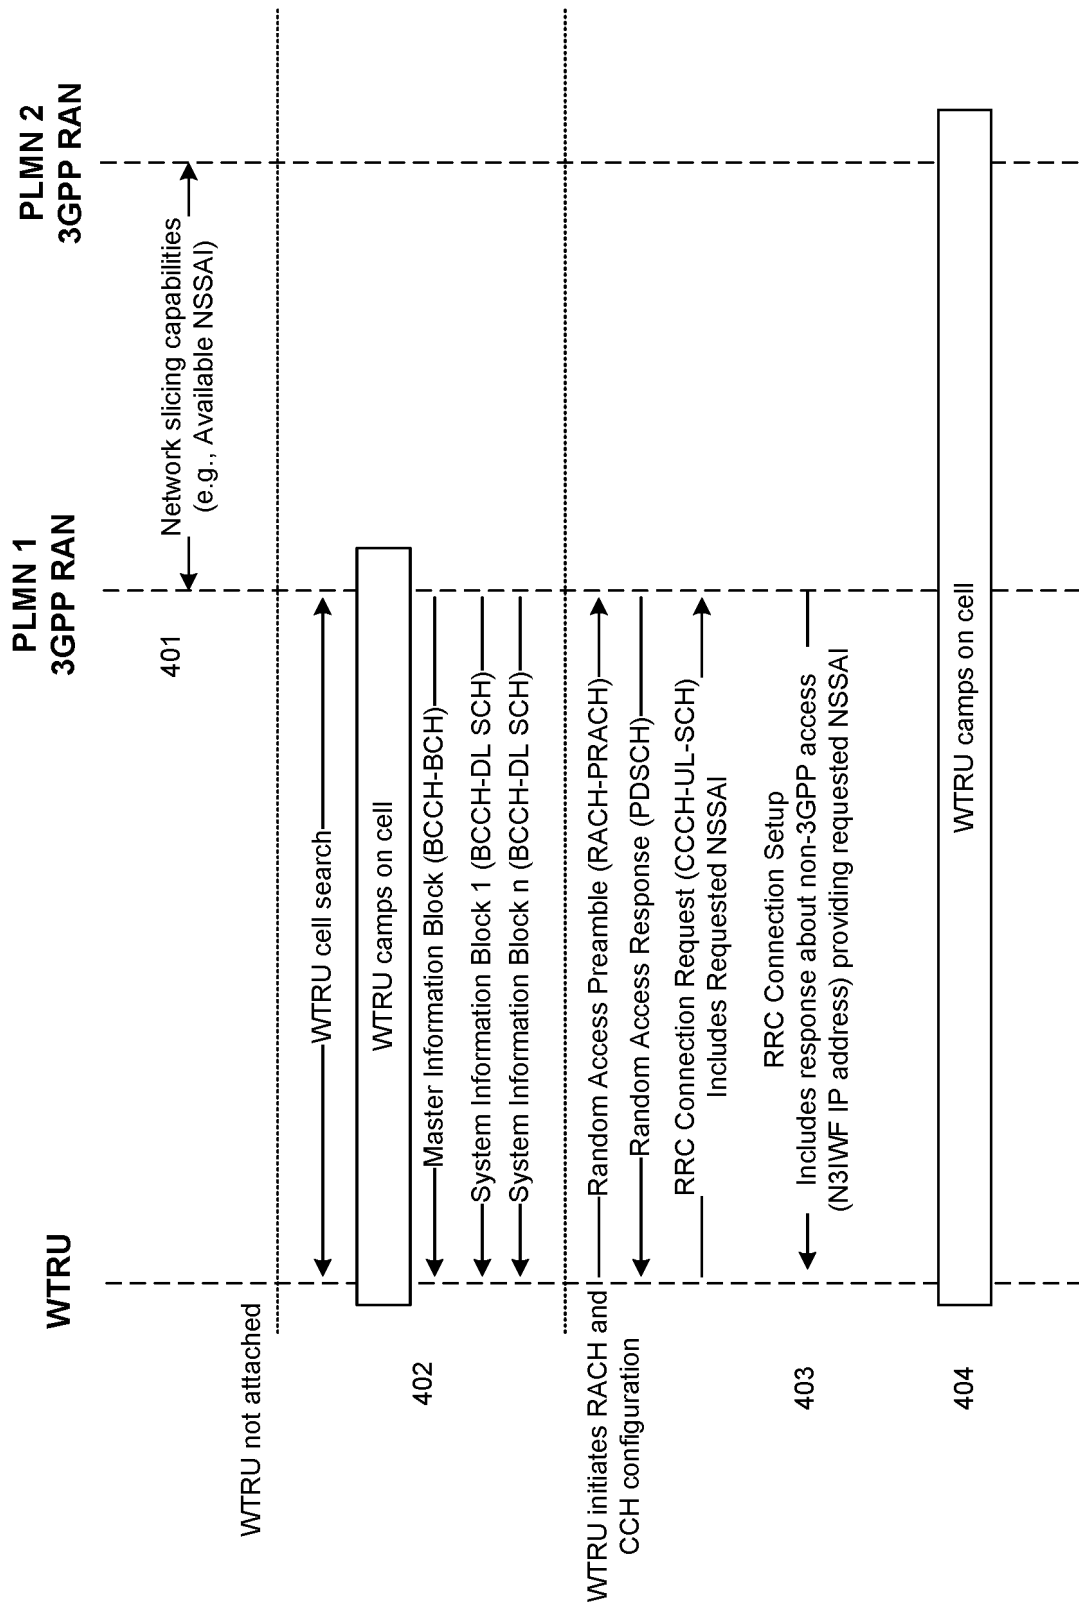 WTRU
PLMN 1
3GPP RAN
PLMN 2
3GPP RAN
401
Network slicing capabilities
(e.g., Available NSSAI)
WTRU not attached
WTRU cell search
402
WTRU camps on cell
Master Information Block (BCCH-BCH)
System Information Block 1 (BCCH-DL SCH)
System Information Block n (BCCH-DL SCH)
WTRU initiates RACH and
CCH configuration
Random Access Preamble (RACH-PRACH)
Random Access Response (PDSCH)
RRC Connection Request (CCCH-UL-SCH)
Includes Requested NSSAI
403
RRC Connection Setup
Includes response about non-3GPP access
(N3IWF IP address) providing requested NSSAI
404
WTRU camps on cell